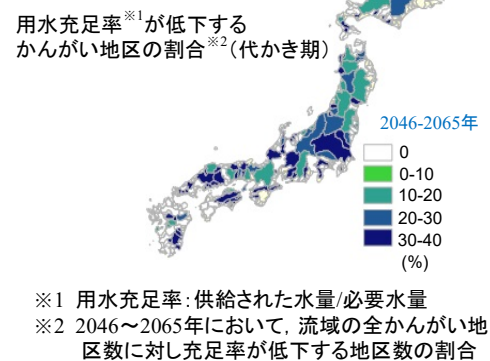 用水充足率※1が低下する
かんがい地区の割合※2(代かき期)
2046-2065年
0
0-10
10-20
20-30
30-40
(%)
※1 用水充足率:供給された水量/必要水量
※2 2046～2065年において, 流域の全かんがい地
区数に対し充足率が低下する地区数の割合